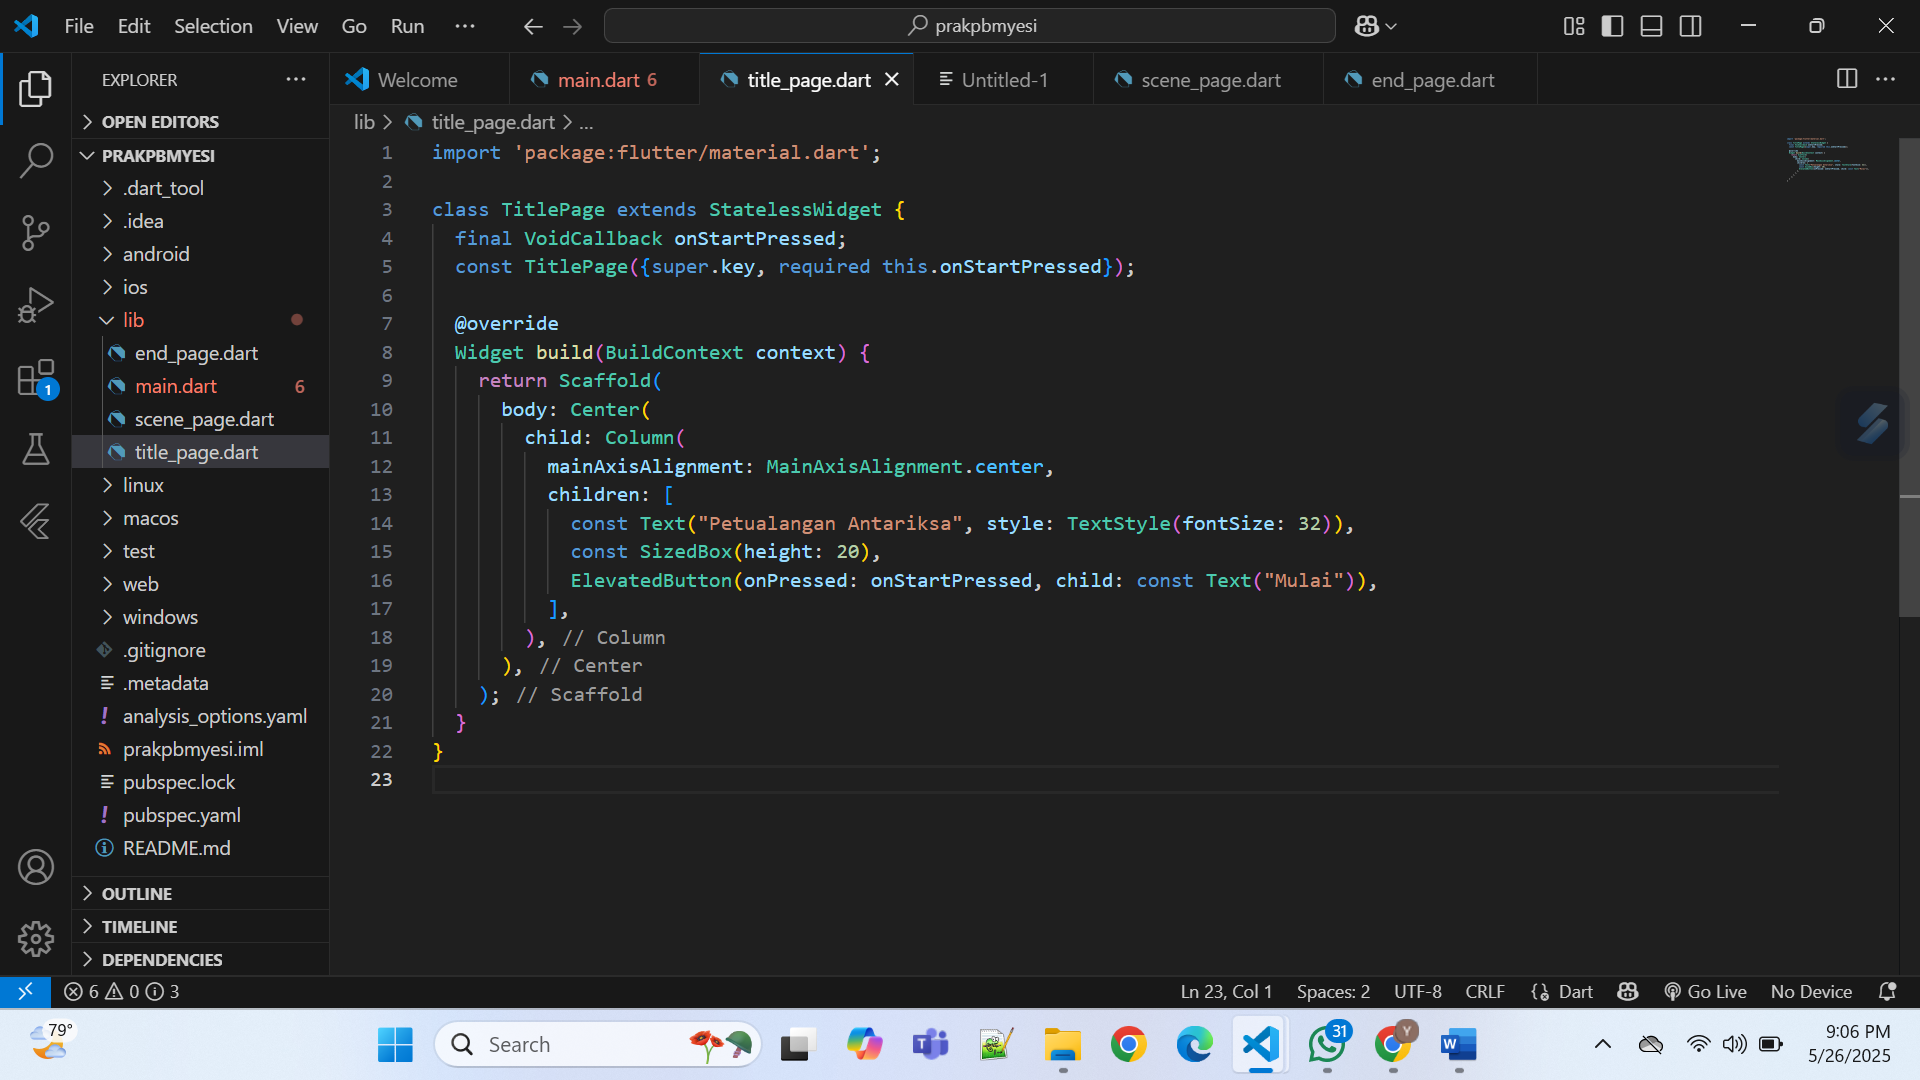 File Edit Selection View Go Run ...
prakpbmyesi
EXPLORER ...
Welcome
main.dart 6
title_page.dart
Untitled-1
scene_page.dart
end_page.dart
OPEN EDITORS
PRAKPBMYESI
.dart_tool
.idea
android
ios
lib
end_page.dart
main.dart 6
scene_page.dart
title_page.dart
linux
macos
test
web
windows
.gitignore
.metadata
analysis_options.yaml
prakpbmyesi.iml
pubspec.lock
pubspec.yaml
README.md
OUTLINE
TIMELINE
DEPENDENCIES
1
lib > title_page.dart > ...
1 import 'package:flutter/material.dart';
2
3 class TitlePage extends StatelessWidget {
4 final VoidCallback onStartPressed;
5 const TitlePage({super.key, required this.onStartPressed});
6
7 @override
8 Widget build(BuildContext context) {
9 return Scaffold(
10 body: Center(
11 child: Column(
12 mainAxisAlignment: MainAxisAlignment.center,
13 children: [
14 const Text("Petualangan Antariksa", style: TextStyle(fontSize: 32)),
15 const SizedBox(height: 20),
16 ElevatedButton(onPressed: onStartPressed, child: const Text("Mulai")),
17 ],
18 ), // Column
19 ), // Center
20 ); // Scaffold
21 }
22 }
23
6 0 3
Ln 23, Col 1 Spaces: 2 UTF-8 CRLF Dart Go Live No Device
79°
Search
31
Y
9:06 PM
5/26/2025